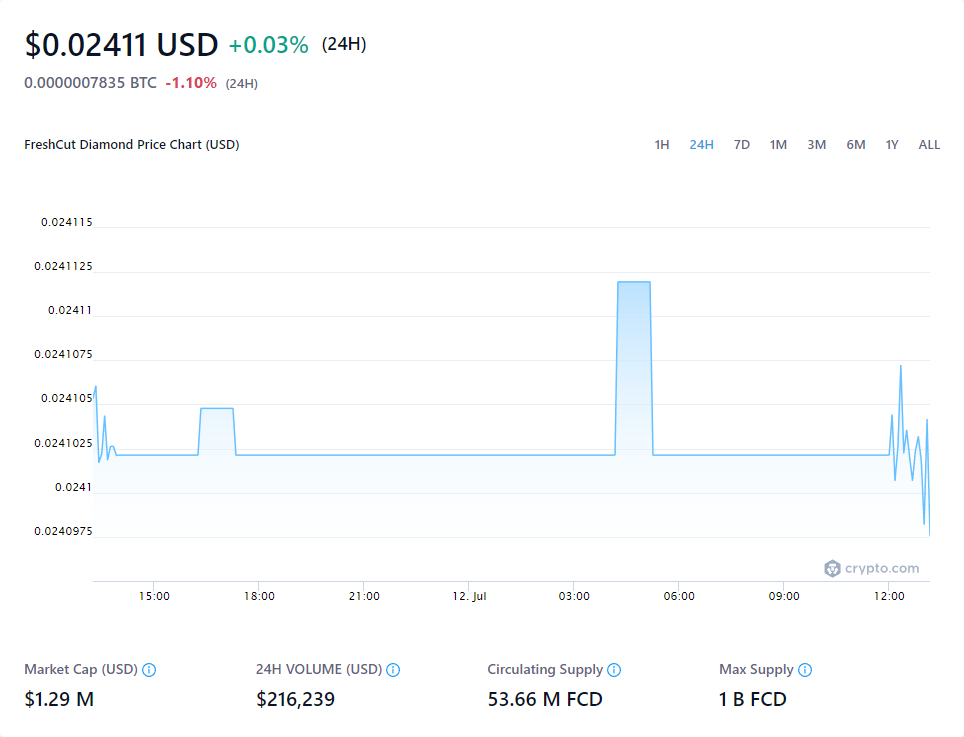 $0.02411 USD +0.03% (24H)
0.0000007835 BTC -1.10% (24H)
FreshCut Diamond Price Chart (USD)
1H 24H 7D 1M 3M 6M 1Y ALL
0.024115
0.0241125
0.02411
0.0241075
0.024105
0.0241025
0.0241
0.0240975
crypto.com
15:00 18:00 21:00 12. Jul 03:00 06:00 09:00 12:00
Market Cap (USD) 24H VOLUME (USD) Circulating Supply Max Supply
$1.29 M $216,239 53.66 M FCD 1 B FCD